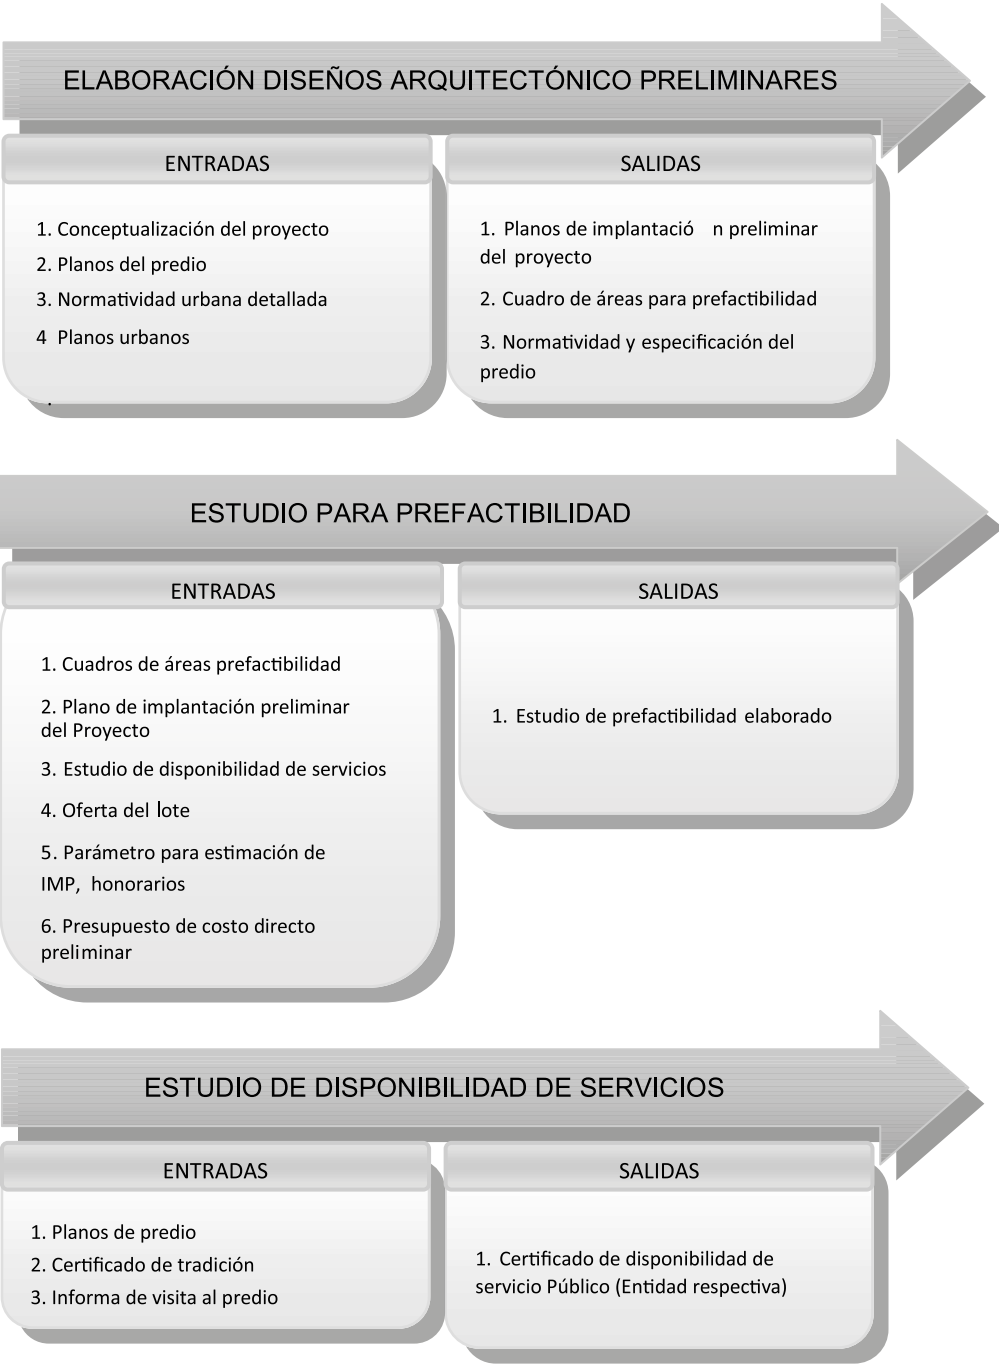 ELABORACIÓN DISEÑOS ARQUITECTÓNICO PRELIMINARES
ENTRADAS
1. Conceptualización del proyecto
2. Planos del predio
3. Normatividad urbana detallada
4 Planos urbanos
.
SALIDAS
1. Planos de implantació n preliminar
del proyecto
2. Cuadro de áreas para prefactibilidad
3. Normatividad y especificación del
predio
ESTUDIO PARA PREFACTIBILIDAD
ENTRADAS
1. Cuadros de áreas prefactibilidad
2. Plano de implantación preliminar
del Proyecto
3. Estudio de disponibilidad de servicios
4. Oferta del lote
5. Parámetro para estimación de
IMP, honorarios
6. Presupuesto de costo directo
preliminar
SALIDAS
1. Estudio de prefactibilidad elaborado
ESTUDIO DE DISPONIBILIDAD DE SERVICIOS
ENTRADAS
1. Planos de predio
2. Certificado de tradición
3. Informa de visita al predio
SALIDAS
1. Certificado de disponibilidad de
servicio Público (Entidad respectiva)